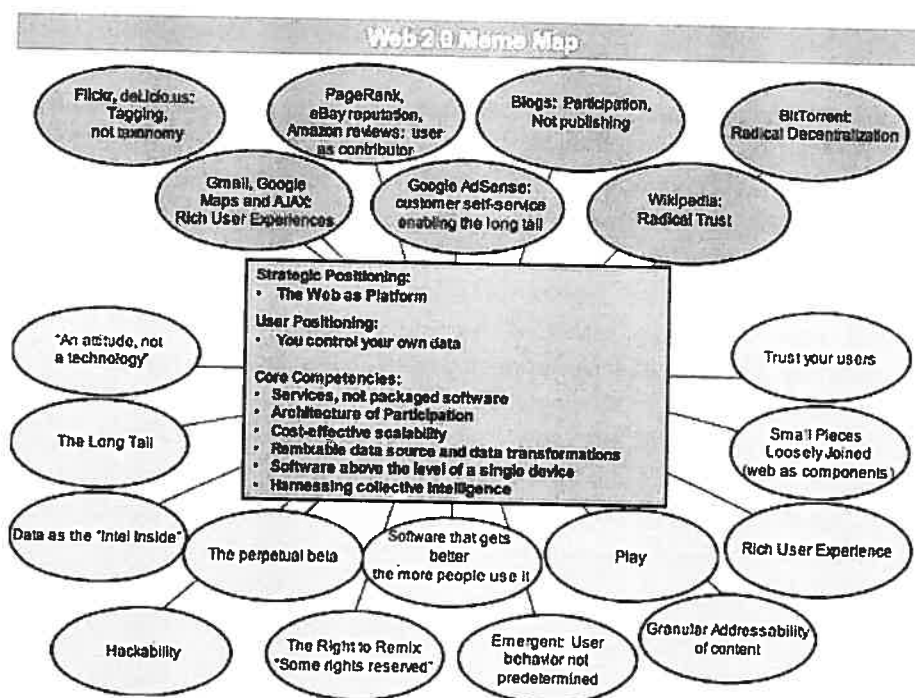 Web 2.0 Meme Map
Flickr, del.icio.us:
Tagging,
not taxonomy
PageRank,
eBay reputation,
Amazon reviews: user
as contributor
Blogs: Participation,
Not publishing
BitTorrent:
Radical Decentralization
Gmail, Google
Maps and AJAX:
Rich User Experiences
Google AdSense:
customer self-service
enabling the long tail
Wikipedia:
Radical Trust
Strategic Positioning:
• The Web as Platform
User Positioning:
• You control your own data
Core Competencies:
• Services, not packaged software
• Architecture of Participation
• Cost-effective scalability
• Remixable data source and data transformations
• Software above the level of a single device
• Harnessing collective intelligence
"An attitude, not
a technology"
The Long Tail
Data as the "Intel Inside"
Trust your users
Small Pieces
Loosely Joined
(web as components)
Rich User Experience
The perpetual beta
Software that gets
better
the more people use it
Play
Hackability
The Right to Remix
"Some rights reserved"
Emergent: User
behavior not
predetermined
Granular Addressability
of content